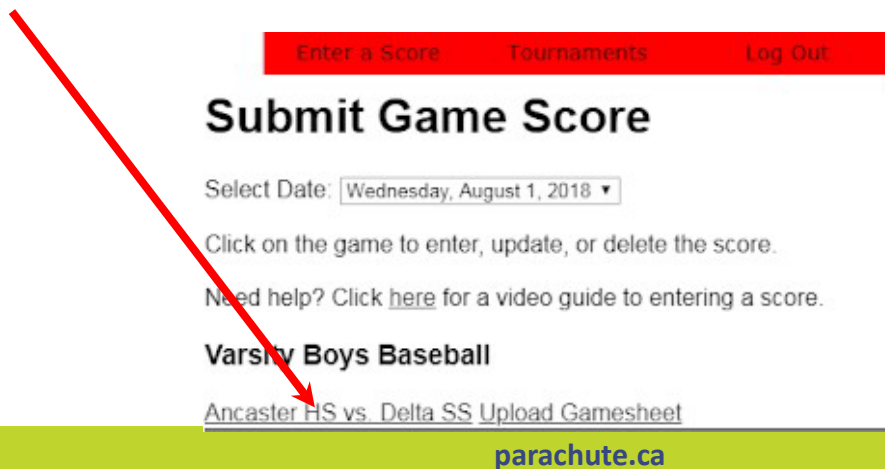 Enter a Score Tournaments Log Out
Submit Game Score
Select Date: Wednesday, August 1, 2018
Click on the game to enter, update, or delete the score.
Need help? Click here for a video guide to entering a score.
Varsity Boys Baseball
Ancaster HS vs. Delta SS Upload Gamesheet
parachute.ca